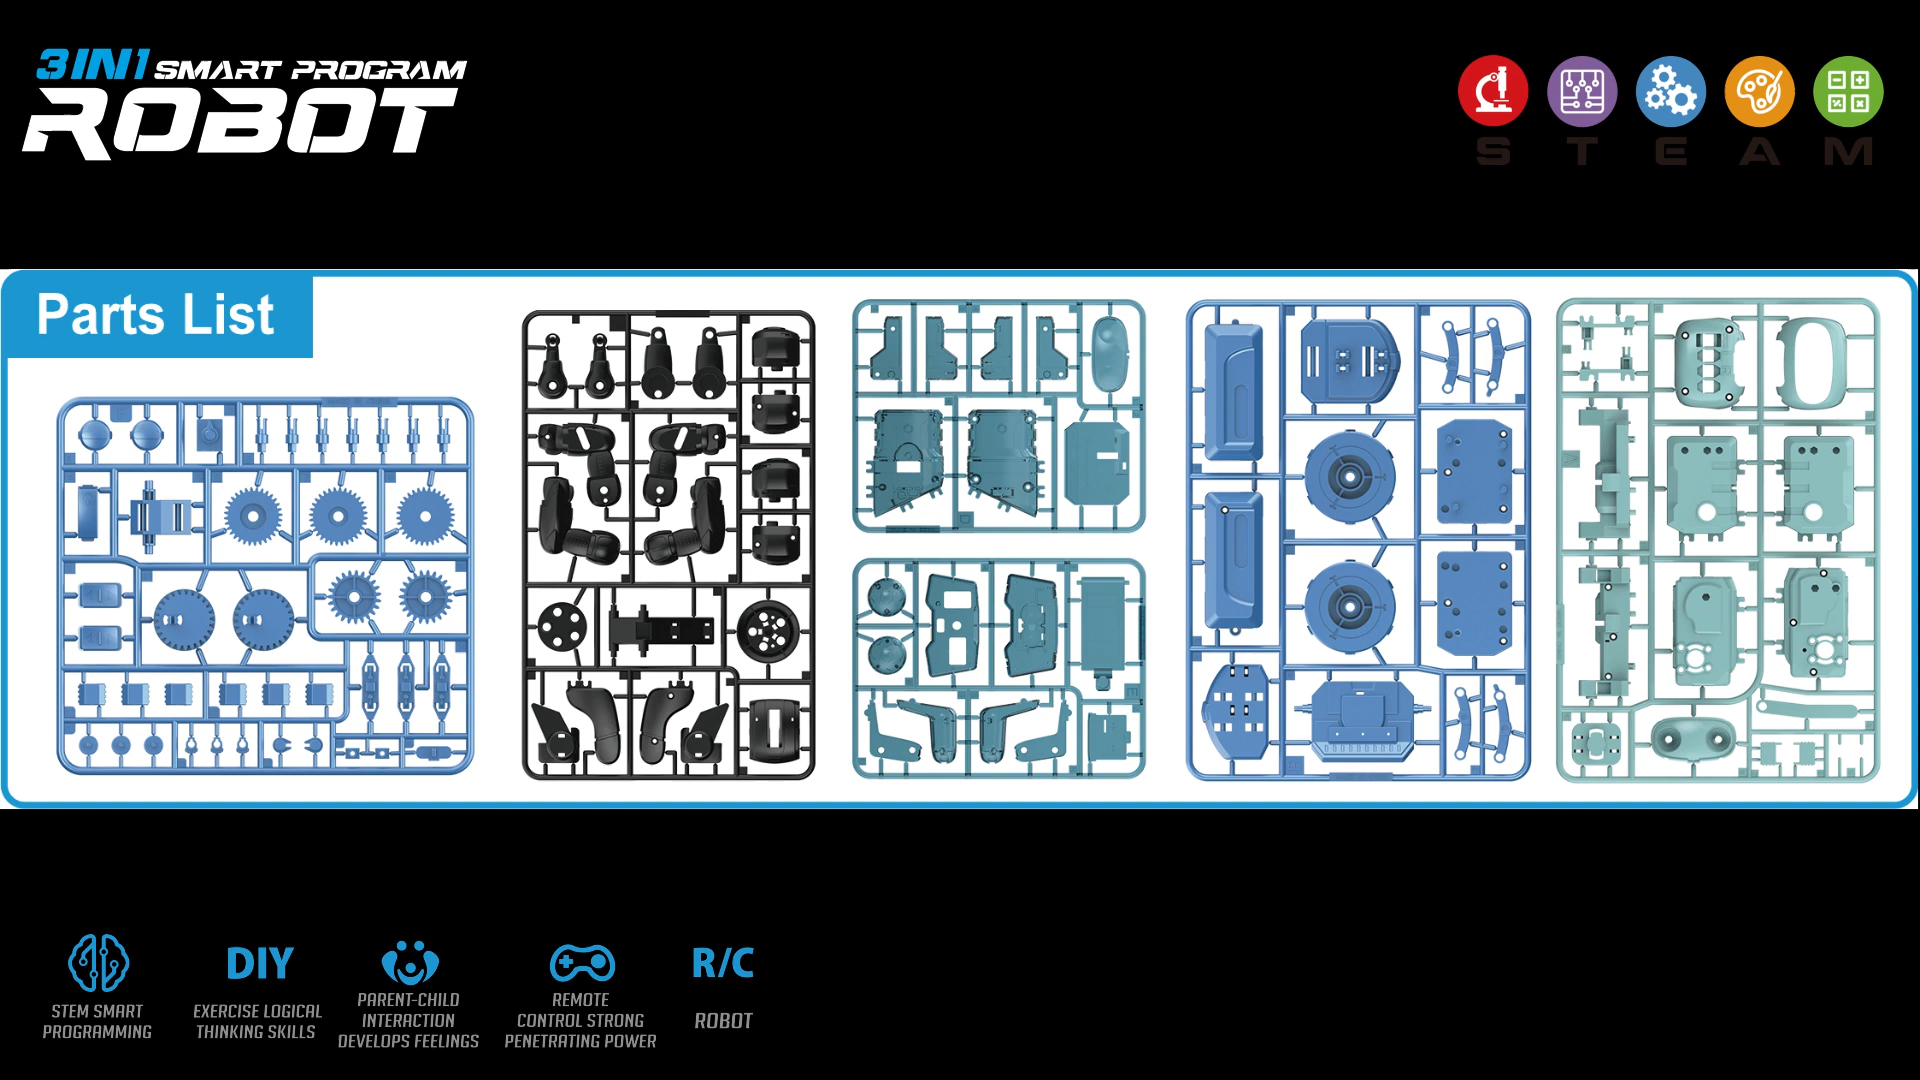 3IN1 SMART PROGRAM
ROBOT
S T E A M
Parts List
STEM SMART
PROGRAMMING
DIY
EXERCISE LOGICAL
THINKING SKILLS
PARENT-CHILD
INTERACTION
DEVELOPS FEELINGS
REMOTE
CONTROL STRONG
PENETRATING POWER
R/C
ROBOT